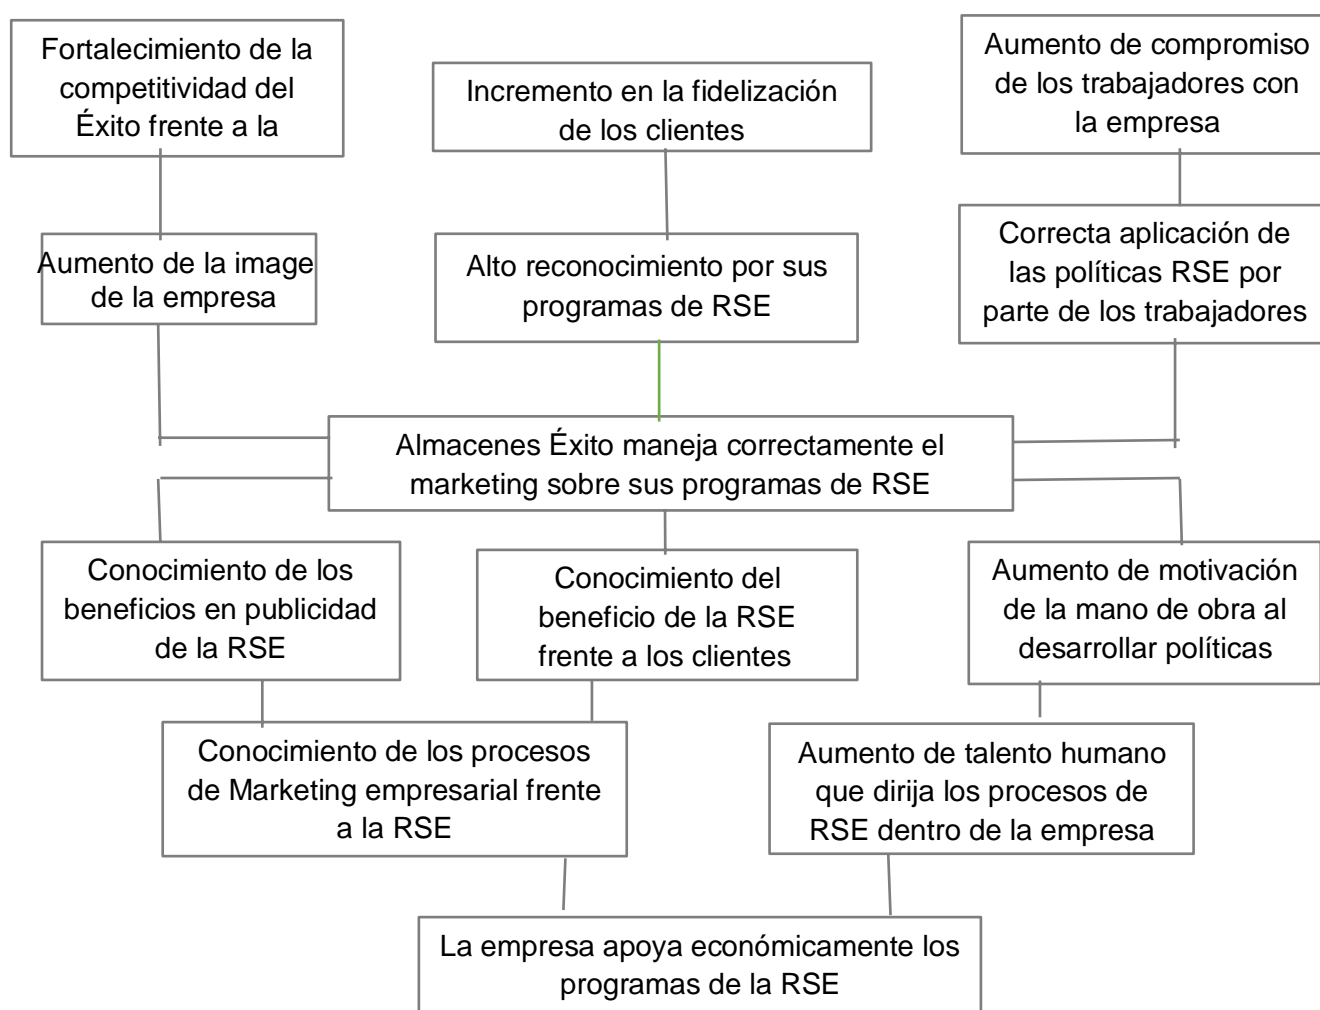 Fortalecimiento de la
competitividad del
Éxito frente a la
Incremento en la fidelización
de los clientes
Aumento de compromiso
de los trabajadores con
la empresa
Aumento de la image
de la empresa
Alto reconocimiento por sus
programas de RSE
Correcta aplicación de
las políticas RSE por
parte de los trabajadores
Almacenes Éxito maneja correctamente el
marketing sobre sus programas de RSE
Conocimiento de los
beneficios en publicidad
de la RSE
Conocimiento del
beneficio de la RSE
frente a los clientes
Aumento de motivación
de la mano de obra al
desarrollar políticas
Conocimiento de los procesos
de Marketing empresarial frente
a la RSE
Aumento de talento humano
que dirija los procesos de
RSE dentro de la empresa
La empresa apoya económicamente los
programas de la RSE